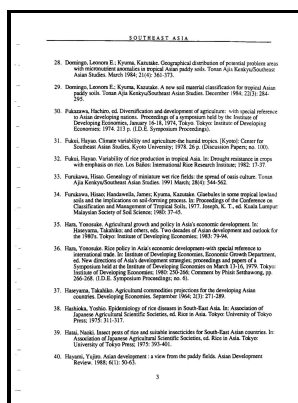 SOUTHEAST ASIA
28. Domingo, Leonora E.; Kyuma, Kazutake. Geographical distribution of potential problem areas
with micronutrient anomalies in tropical Asian paddy soils. Tonan Ajia Kenkyu/Southeast
Asian Studies. March 1984; 21(4): 361-373.
29. Domingo, Leonora E.; Kyuma, Kazutake. A new soil material classification for tropical Asian
paddy soils. Tonan Ajia Kenkyu/Southeast Asian Studies. December 1984; 22(3): 284-
295.
30. Fukazawa, Hachiro, ed. Diversification and development of agriculture: with special reference
to Asian developing nations. Proceedings of a symposium held by the Institute of
Developing Economies, January 16-18, 1974, Tokyo. Tokyo: Institute of Developing
Economies; 1974. 213 p. (I.D.E. Symposium Proceedings).
31. Fukui, Hayao. Climate variability and agriculture-the humid tropics. [Kyoto]: Center for
Southeast Asian Studies, Kyoto University; 1978. 26 p. (Discussion Papers; no. 100).
32. Fukui, Hayao. Variability of rice production in tropical Asia. In: Drought resistance in crops
with emphasis on rice. Los Baños: International Rice Research Institute; 1982: 17-37.
33. Furukawa, Hisao. Genealogy of miniature wet rice fields: the spread of oasis culture. Tonan
Ajia Kenkyu/Southeast Asian Studies. 1991 March; 28(4): 544-562.
34. Furukawa, Hisao; Handawella, James; Kyuma, Kazutake. Glaebules in some tropical lowland
soils and the implications on soil-forming process. In: Proceedings of the Conference on
Classification and Management of Tropical Soils, 1977. Joseph, K. T., ed. Kuala Lumpur:
Malaysian Society of Soil Science; 1980: 37-45.
35. Hara, Yonosuke. Agricultural growth and policy in Asia's economic development. In:
Hineyama, Takahiko; and others, eds. Two decades of Asian development and outlook for
the 1980's. Tokyo: Institute of Developing Economies; 1983: 79-94.
36. Hara, Yonosuke. Rice policy in Asia's economic development-with special reference to
international trade. In: Institute of Developing Economies, Economic Growth Department,
ed. New directions of Asia's development strategies; proceedings and papers of a
Symposium held at the Institute of Developing Economies on March 13-16, 1979. Tokyo:
Institute of Developing Economies; 1980: 250-266; Comment by Phisit Setthawong. pp.
266-268. (I.D.E. Symposium Proceedings; no. 8).
37. Haneyama, Takahiko. Agricultural commodities projections for the developing Asian
countries. Developing Economies. September 1964; 2(3): 271-289.
38. Hashioka, Yoshio. Epidemiology of rice diseases in South-East Asia. In: Association of
Japanese Agricultural Scientific Societies, ed. Rice in Asia. Tokyo: University of Tokyo
Press; 1975: 311-317.
39. Hatai, Naoki. Insect pests of rice and suitable insecticides for South-East Asian countries. In:
Association of Japanese Agricultural Scientific Societies, ed. Rice in Asia. Tokyo:
University of Tokyo Press; 1975: 393-401.
40. Hayami, Yujiro. Asian development : a view from the paddy fields. Asian Development
Review. 1988; 6(1): 50-63.
3